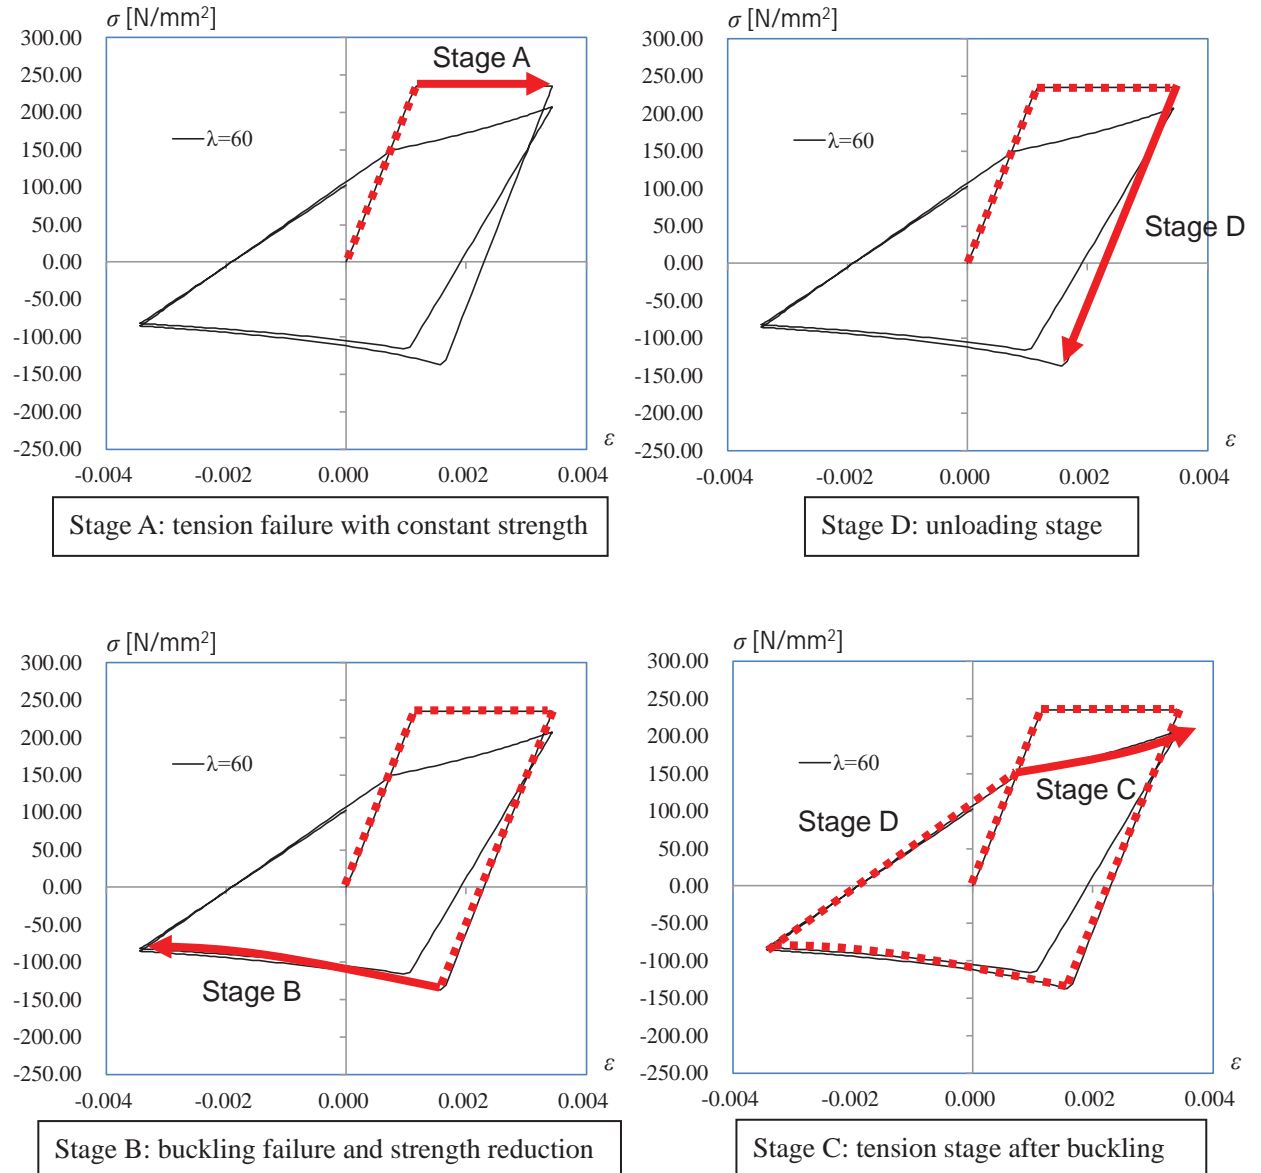 σ [N/mm2]
300.00
250.00
200.00
150.00
100.00
50.00
0.00
-50.00
-100.00
-150.00
-200.00
-250.00
Stage A
λ=60
ε
-0.004 -0.002 0.000 0.002 0.004
Stage A: tension failure with constant strength
σ [N/mm2]
300.00
250.00
200.00
150.00
100.00
50.00
0.00
-50.00
-100.00
-150.00
-200.00
-250.00
λ=60
Stage D
ε
-0.004 -0.002 0.000 0.002 0.004
Stage D: unloading stage
σ [N/mm2]
300.00
250.00
200.00
150.00
100.00
50.00
0.00
-50.00
-100.00
-150.00
-200.00
-250.00
λ=60
Stage B
ε
-0.004 -0.002 0.000 0.002 0.004
Stage B: buckling failure and strength reduction
σ [N/mm2]
300.00
250.00
200.00
150.00
100.00
50.00
0.00
-50.00
-100.00
-150.00
-200.00
-250.00
λ=60
Stage C
Stage D
ε
-0.004 -0.002 0.000 0.002 0.004
Stage C: tension stage after buckling